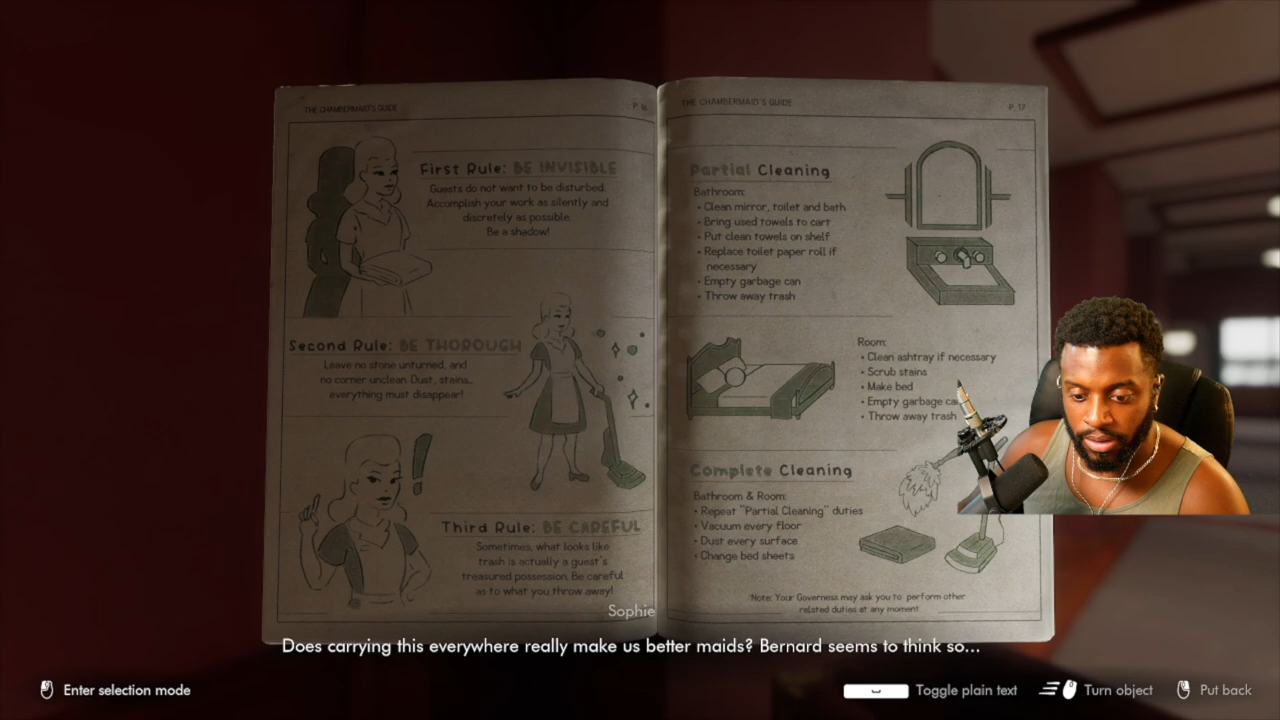 THE CHAMBERMAID'S GUIDE
P. 16
First Rule: BE INVISIBLE
Guests do not want to be disturbed.
Accomplish your work as silently and
discretely as possible.
Be a shadow!
Second Rule: BE THOROUGH
Leave no stone unturned, and
no corner unclean. Dust, stains...
everything must disappear!
Third Rule: BE CAREFUL
Sometimes, what looks like
trash is actually a guest's
treasured possession. Be careful
as to what you throw away!
THE CHAMBERMAID'S GUIDE
P. 17
Partial Cleaning
Bathroom:
• Clean mirror, toilet and bath
• Bring used towels to cart
• Put clean towels on shelf
• Replace toilet paper roll if
necessary
• Empty garbage can
• Throw away trash
Room:
• Clean ashtray if necessary
• Scrub stains
• Make bed
• Empty garbage ca
• Throw away trash
Complete Cleaning
Bathroom & Room:
• Repeat "Partial Cleaning" duties
• Vacuum every floor
• Dust every surface
• Change bed sheets
*Note: Your Governess may ask you to perform other
related duties at any moment.
Sophie
Does carrying this everywhere really make us better maids? Bernard seems to think so...
Enter selection mode
Toggle plain text
Turn object
Put back